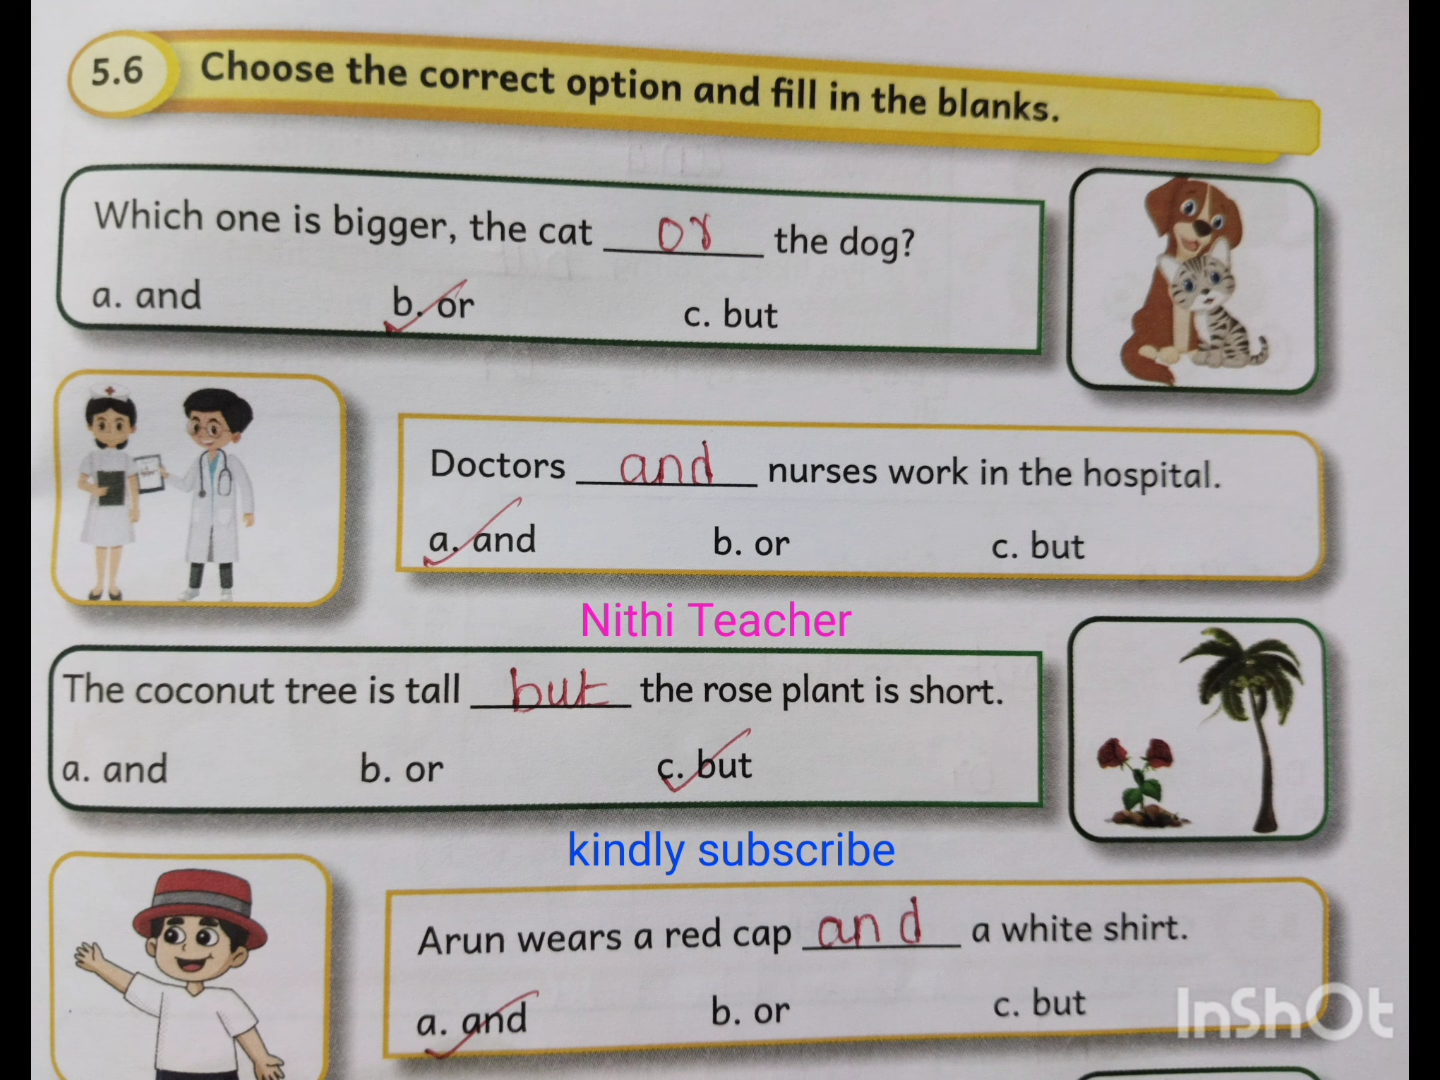 5.6 Choose the correct option and fill in the blanks.
Which one is bigger, the cat or the dog?
a. and b. or c. but
Doctors and nurses work in the hospital.
a. and b. or c. but
Nithi Teacher
The coconut tree is tall but the rose plant is short.
a. and b. or c. but
kindly subscribe
Arun wears a red cap and a white shirt.
a. and b. or c. but
InShOt